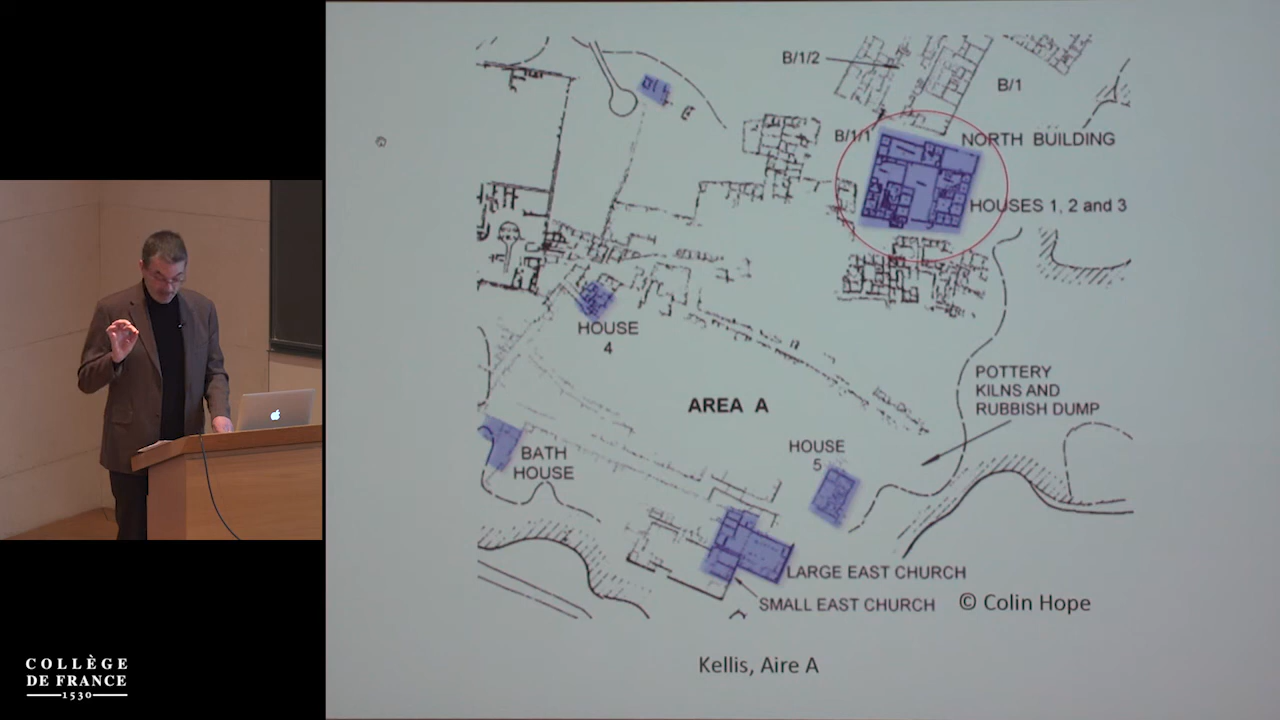 B/1/2
B/1
B/1/1
NORTH BUILDING
HOUSES 1, 2 and 3
HOUSE
4
POTTERY
KILNS AND
RUBBISH DUMP
AREA A
HOUSE
5
BATH
HOUSE
LARGE EAST CHURCH
SMALL EAST CHURCH
© Colin Hope
Kellis, Aire A
COLLÈGE
DE FRANCE
1530